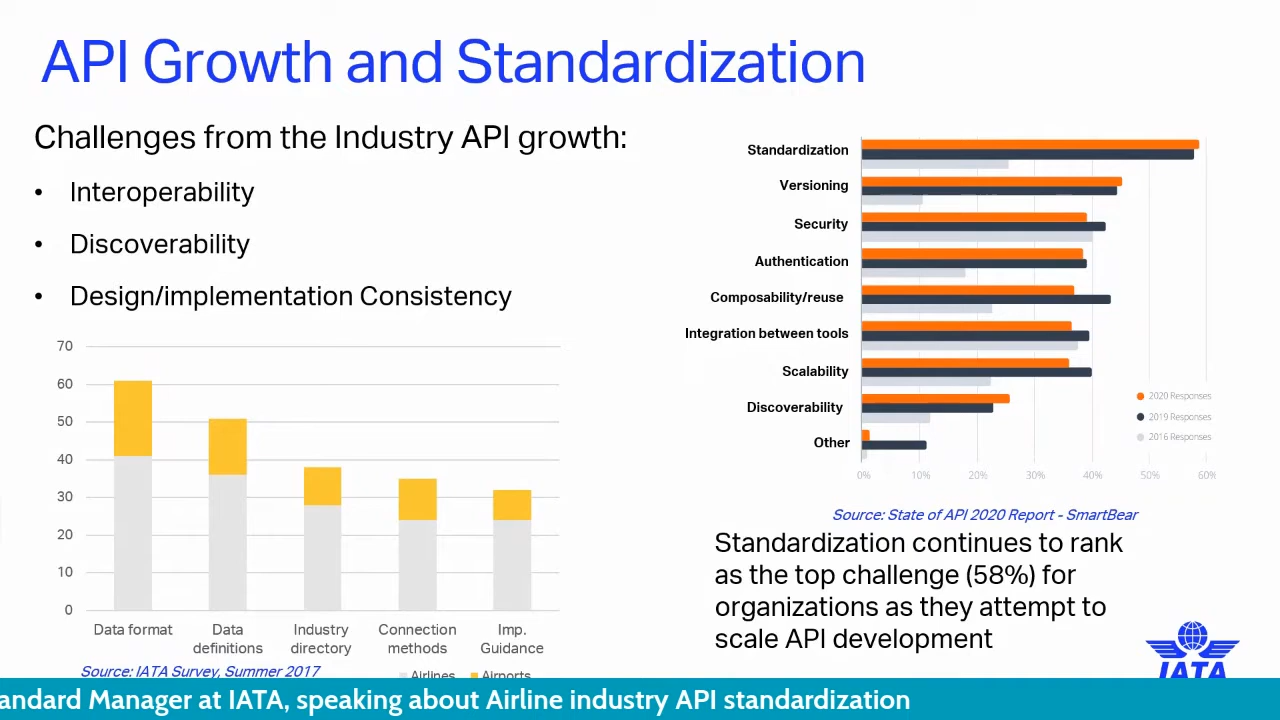 API Growth and Standardization
Challenges from the Industry API growth:
• Interoperability
• Discoverability
• Design/implementation Consistency
70
60
50
40
30
20
10
0
Data format
Data definitions
Industry directory
Connection methods
Imp. Guidance
Source: IATA Survey, Summer 2017
Airlines
Airports
Standardization
Versioning
Security
Authentication
Composability/reuse
Integration between tools
Scalability
Discoverability
Other
2020 Responses
2019 Responses
2016 Responses
0% 10% 20% 30% 40% 50% 60%
Source: State of API 2020 Report - SmartBear
Standardization continues to rank
as the top challenge (58%) for
organizations as they attempt to
scale API development
IATA
andard Manager at IATA, speaking about Airline industry API standardization